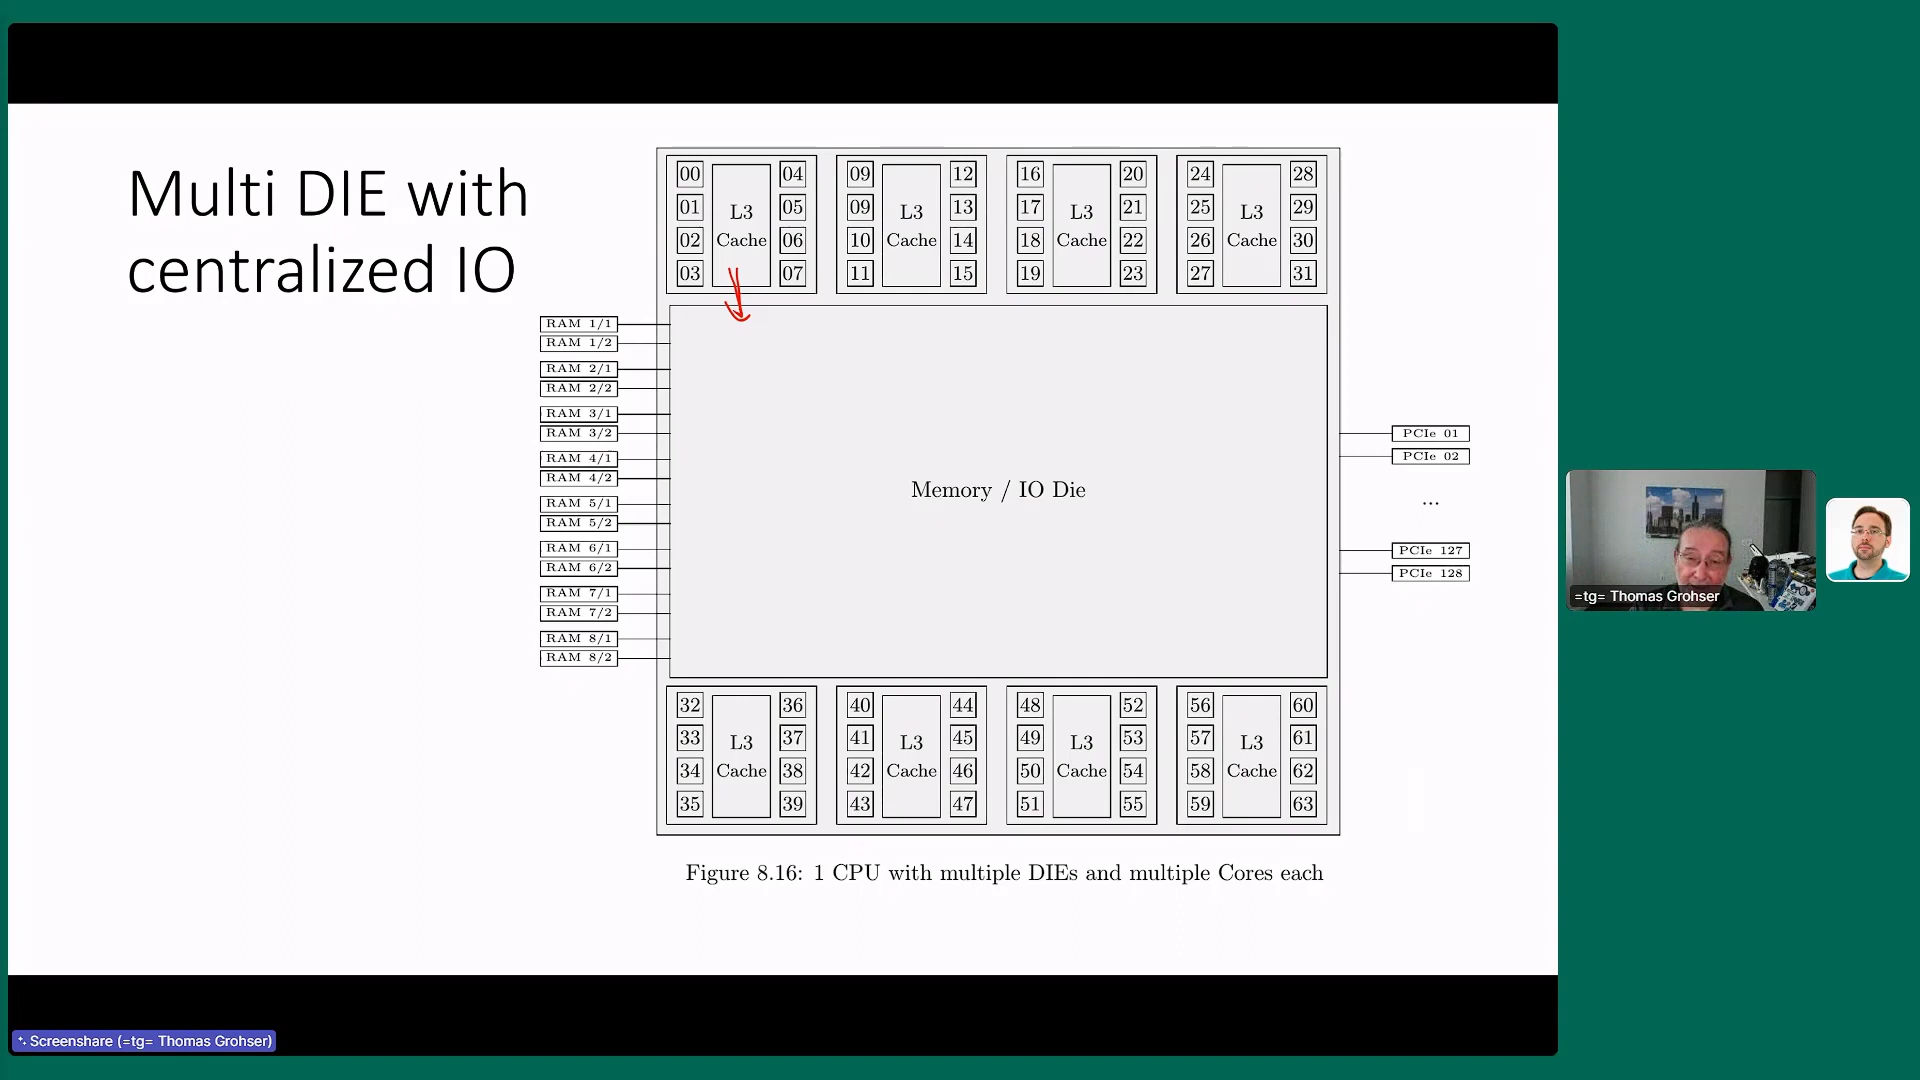 Multi DIE with
centralized IO
00 04 09 12 16 20 24 28
01 L3 05 09 L3 13 17 L3 21 25 L3 29
02 Cache 06 10 Cache 14 18 Cache 22 26 Cache 30
03 07 11 15 19 23 27 31
RAM 1/1
RAM 1/2
RAM 2/1
RAM 2/2
RAM 3/1
RAM 3/2
RAM 4/1
RAM 4/2
RAM 5/1
RAM 5/2
RAM 6/1
RAM 6/2
RAM 7/1
RAM 7/2
RAM 8/1
RAM 8/2
Memory / IO Die
PCIe 01
PCIe 02
...
PCIe 127
PCIe 128
32 36 40 44 48 52 56 60
33 L3 37 41 L3 45 49 L3 53 57 L3 61
34 Cache 38 42 Cache 46 50 Cache 54 58 Cache 62
35 39 43 47 51 55 59 63
Figure 8.16: 1 CPU with multiple DIEs and multiple Cores each
=tg= Thomas Grohser
Screenshare (=tg= Thomas Grohser)